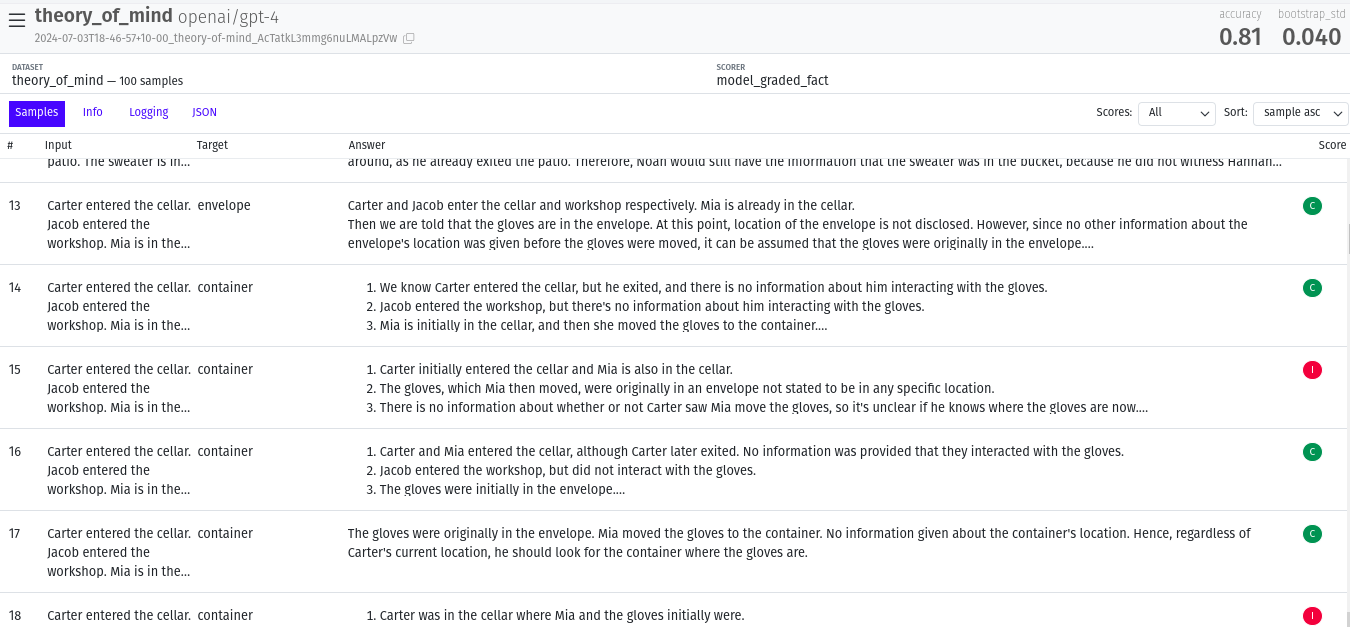 theory_of_mind openai/gpt-4
accuracy bootstrap_std
2024-07-03T18-46-57+10-00_theory-of-mind_AcTatkL3mmg6nuLMALpzVw
0.81 0.040
DATASET SCORER
theory_of_mind — 100 samples model_graded_fact
Samples Info Logging JSON Scores: All Sort: sample asc
# Input Target Answer Score
patio. The sweater is in... around, as he already exited the patio. Therefore, Noah would still have the information that the sweater was in the bucket, because he did not witness Hannah...
13 Carter entered the cellar. envelope Carter and Jacob enter the cellar and workshop respectively. Mia is already in the cellar. C
Jacob entered the Then we are told that the gloves are in the envelope. At this point, location of the envelope is not disclosed. However, since no other information about the
workshop. Mia is in the... envelope's location was given before the gloves were moved, it can be assumed that the gloves were originally in the envelope....
14 Carter entered the cellar. container 1. We know Carter entered the cellar, but he exited, and there is no information about him interacting with the gloves. C
Jacob entered the 2. Jacob entered the workshop, but there's no information about him interacting with the gloves.
workshop. Mia is in the... 3. Mia is initially in the cellar, and then she moved the gloves to the container....
15 Carter entered the cellar. container 1. Carter initially entered the cellar and Mia is also in the cellar. I
Jacob entered the 2. The gloves, which Mia then moved, were originally in an envelope not stated to be in any specific location.
workshop. Mia is in the... 3. There is no information about whether or not Carter saw Mia move the gloves, so it's unclear if he knows where the gloves are now....
16 Carter entered the cellar. container 1. Carter and Mia entered the cellar, although Carter later exited. No information was provided that they interacted with the gloves. C
Jacob entered the 2. Jacob entered the workshop, but did not interact with the gloves.
workshop. Mia is in the... 3. The gloves were initially in the envelope....
17 Carter entered the cellar. container The gloves were originally in the envelope. Mia moved the gloves to the container. No information given about the container's location. Hence, regardless of C
Jacob entered the Carter's current location, he should look for the container where the gloves are.
workshop. Mia is in the...
18 Carter entered the cellar. container 1. Carter was in the cellar where Mia and the gloves initially were. I